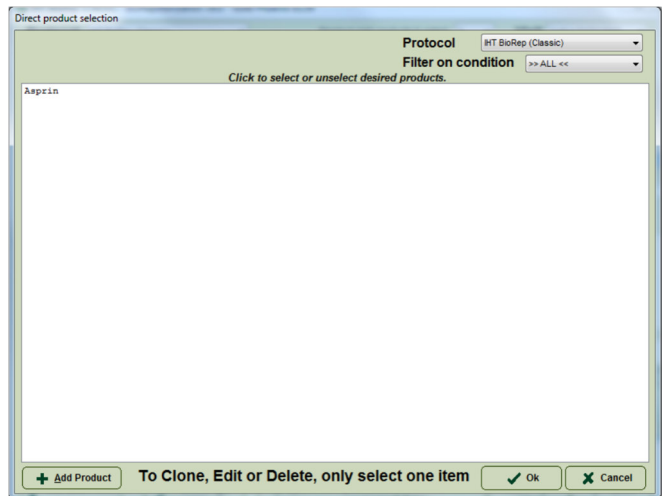 Direct product selection
Protocol IHT BioRep (Classic)
Filter on condition >> ALL <<
Click to select or unselect desired products.
Asprin
Add Product To Clone, Edit or Delete, only select one item Ok Cancel